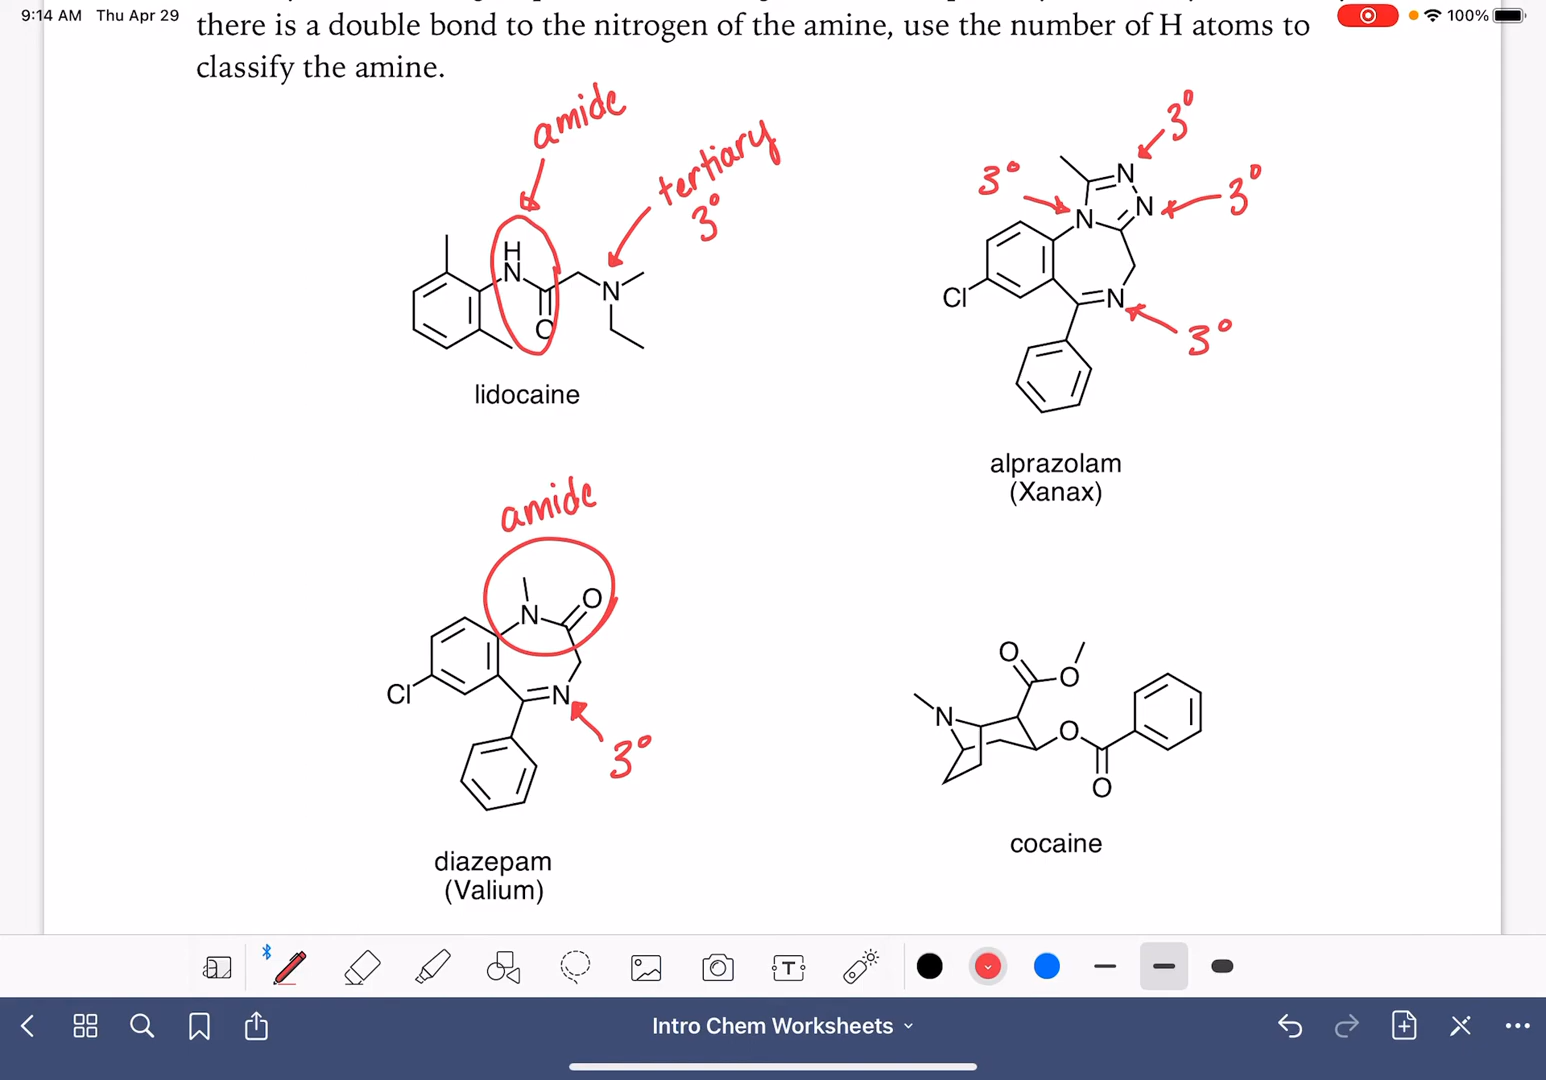 9:14 AM Thu Apr 29
100%
there is a double bond to the nitrogen of the amine, use the number of H atoms to
classify the amine.
amide
tertiary
3°
H
N
O
N
lidocaine
3°
3°
3°
N
N
N
Cl
N
3°
alprazolam
(Xanax)
amide
N
O
Cl
N
3°
diazepam
(Valium)
O
O
N
O
O
cocaine
T
Intro Chem Worksheets